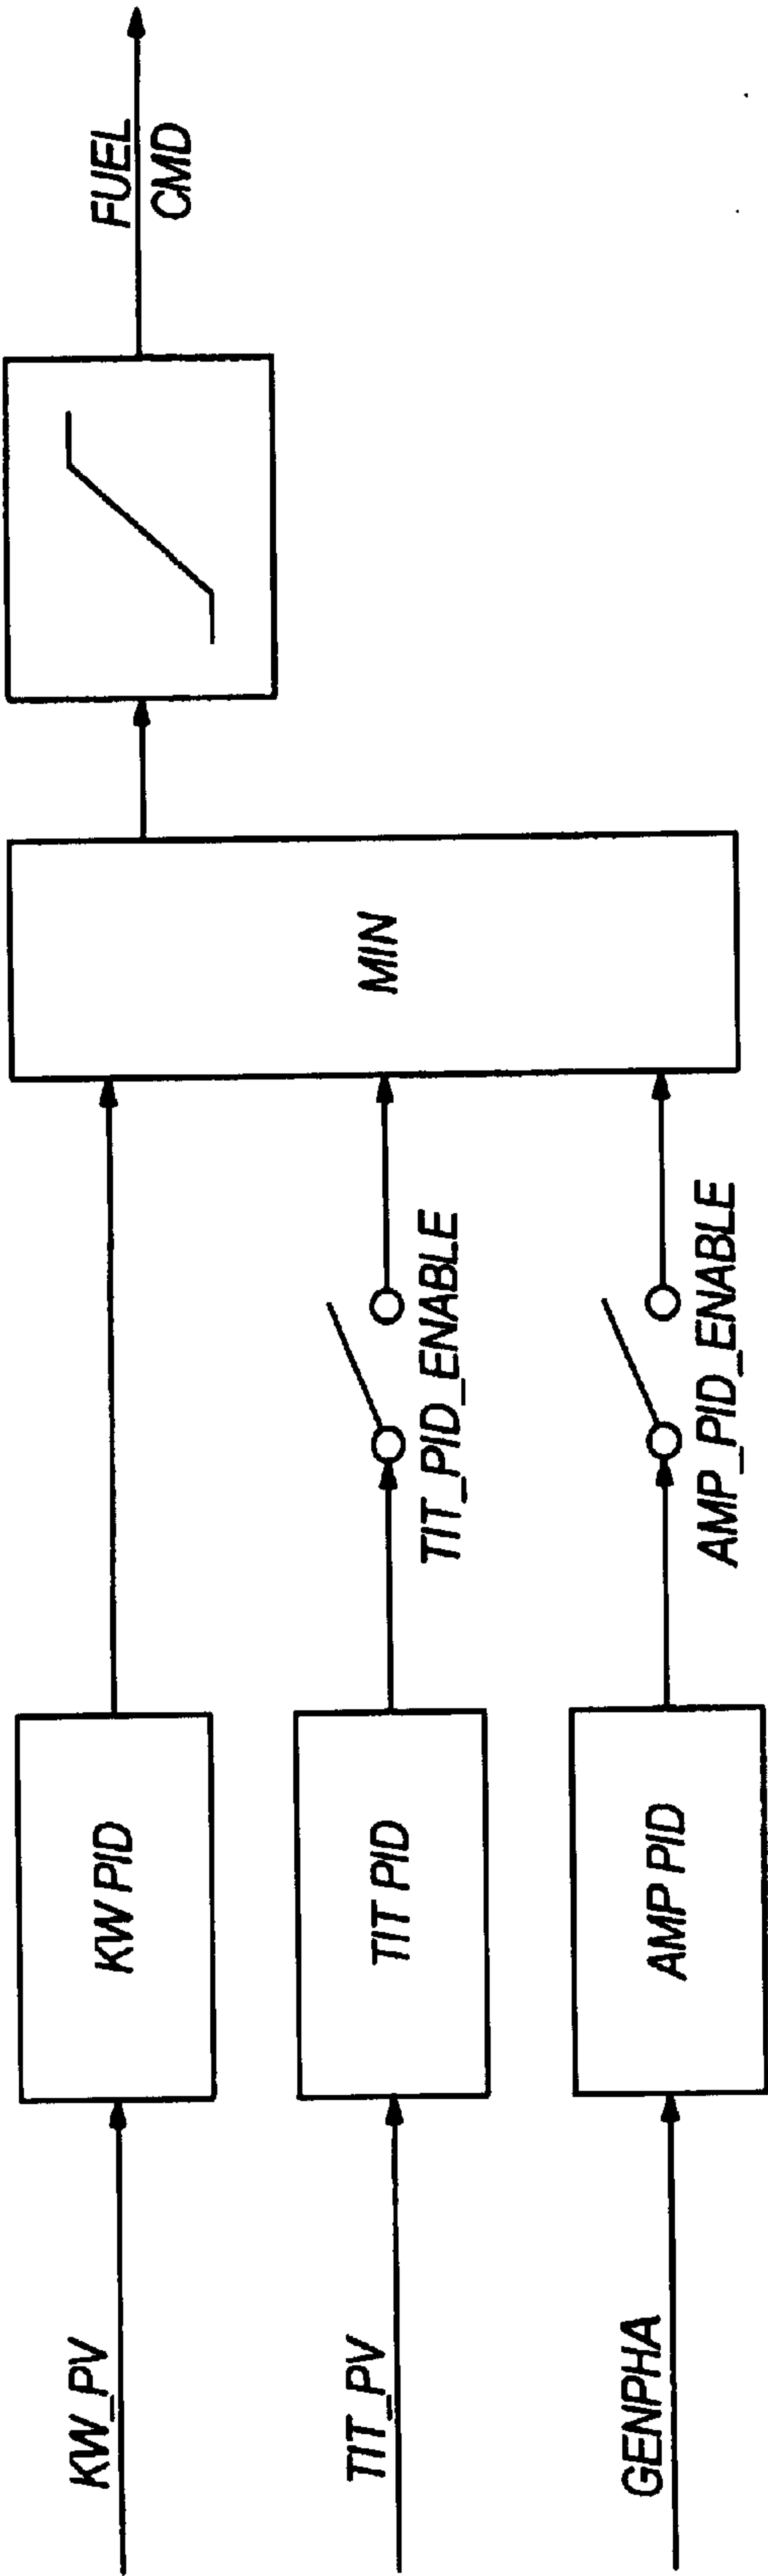 KW_PV
KW PID
TIT_PV
TIT PID
TIT_PID_ENABLE
GENPHA
AMP PID
AMP_PID_ENABLE
MIN
FUEL
CMD